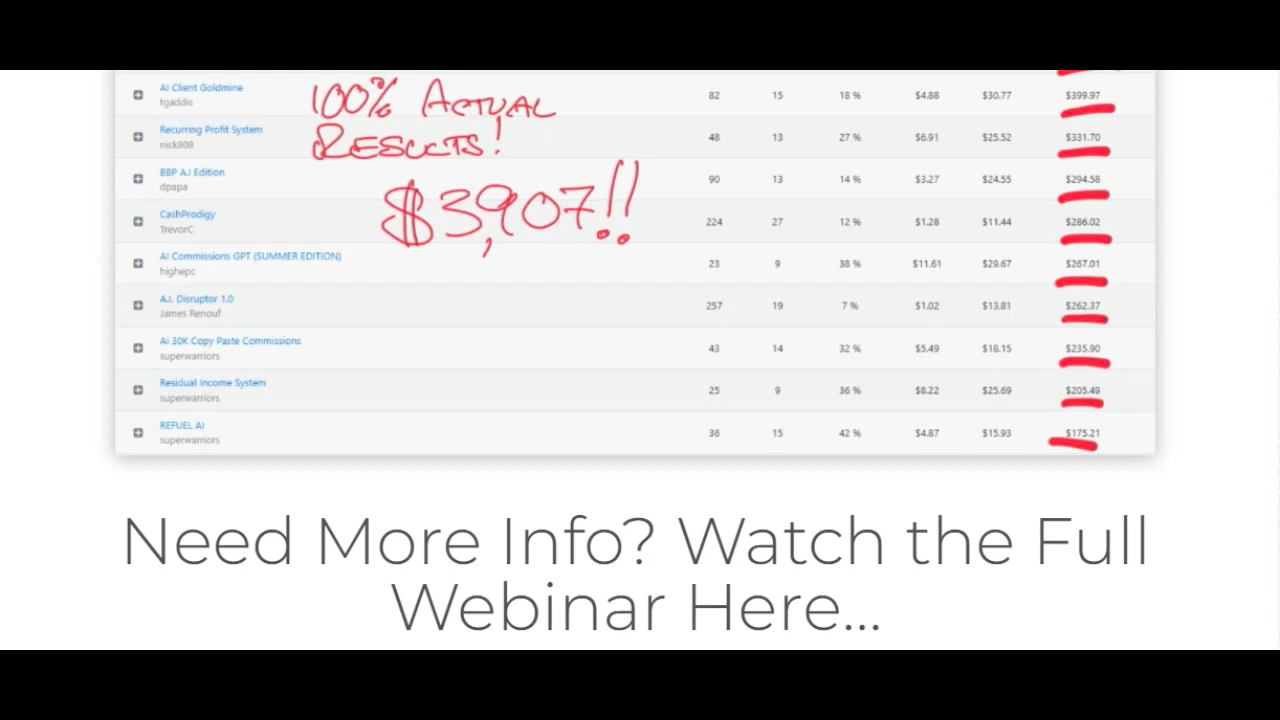 AI Client Goldmine 82 15 18 % $4.88 $30.77 $399.97
tgaddis
100% ACTUAL
Recurring Profit System 48 13 27 % $6.91 $25.52 $331.70
nick808
RESULTS!
BBP A.I Edition 90 13 14 % $3.27 $24.55 $294.58
dpapa
$3,907!!
CashProdigy 224 27 12 % $1.28 $11.44 $286.02
TrevorC
AI Commissions GPT (SUMMER EDITION) 23 9 38 % $11.61 $29.67 $267.01
highepc
A.I. Disruptor 1.0 257 19 7 % $1.02 $13.81 $262.37
James Renouf
Ai 30K Copy Paste Commissions 43 14 32 % $5.49 $18.15 $235.90
superwarriors
Residual Income System 25 9 36 % $8.22 $25.69 $205.49
superwarriors
REFUEL AI 36 15 42 % $4.87 $15.93 $175.21
superwarriors
Need More Info? Watch the Full
Webinar Here...